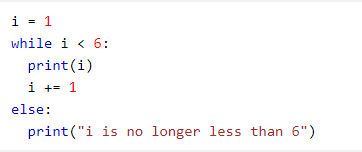 i = 1
while i < 6:
  print(i)
  i += 1
else:
  print("i is no longer less than 6")